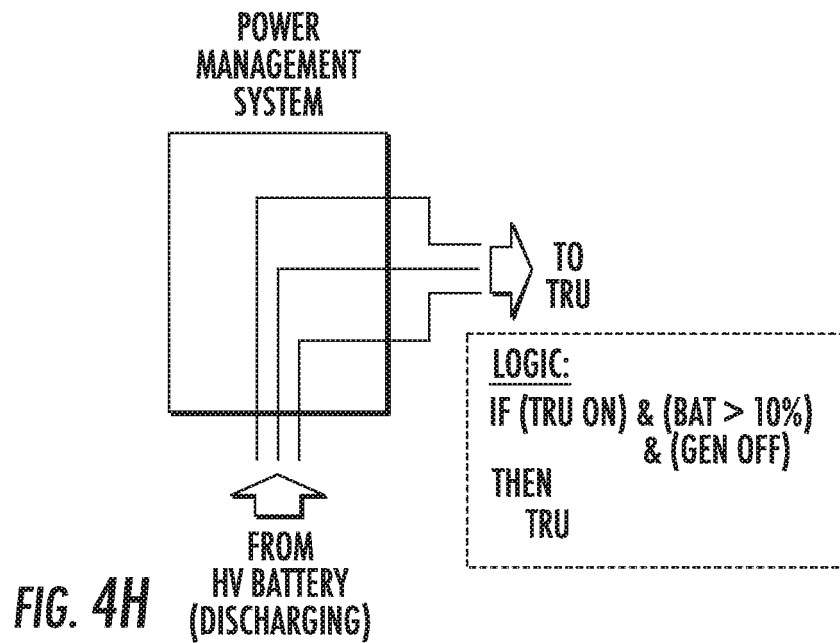 POWER
MANAGEMENT
SYSTEM
TO
TRU
LOGIC:
IF (TRU ON) & (BAT > 10%)
& (GEN OFF)
THEN
TRU
FROM
HV BATTERY
(DISCHARGING)
FIG. 4H